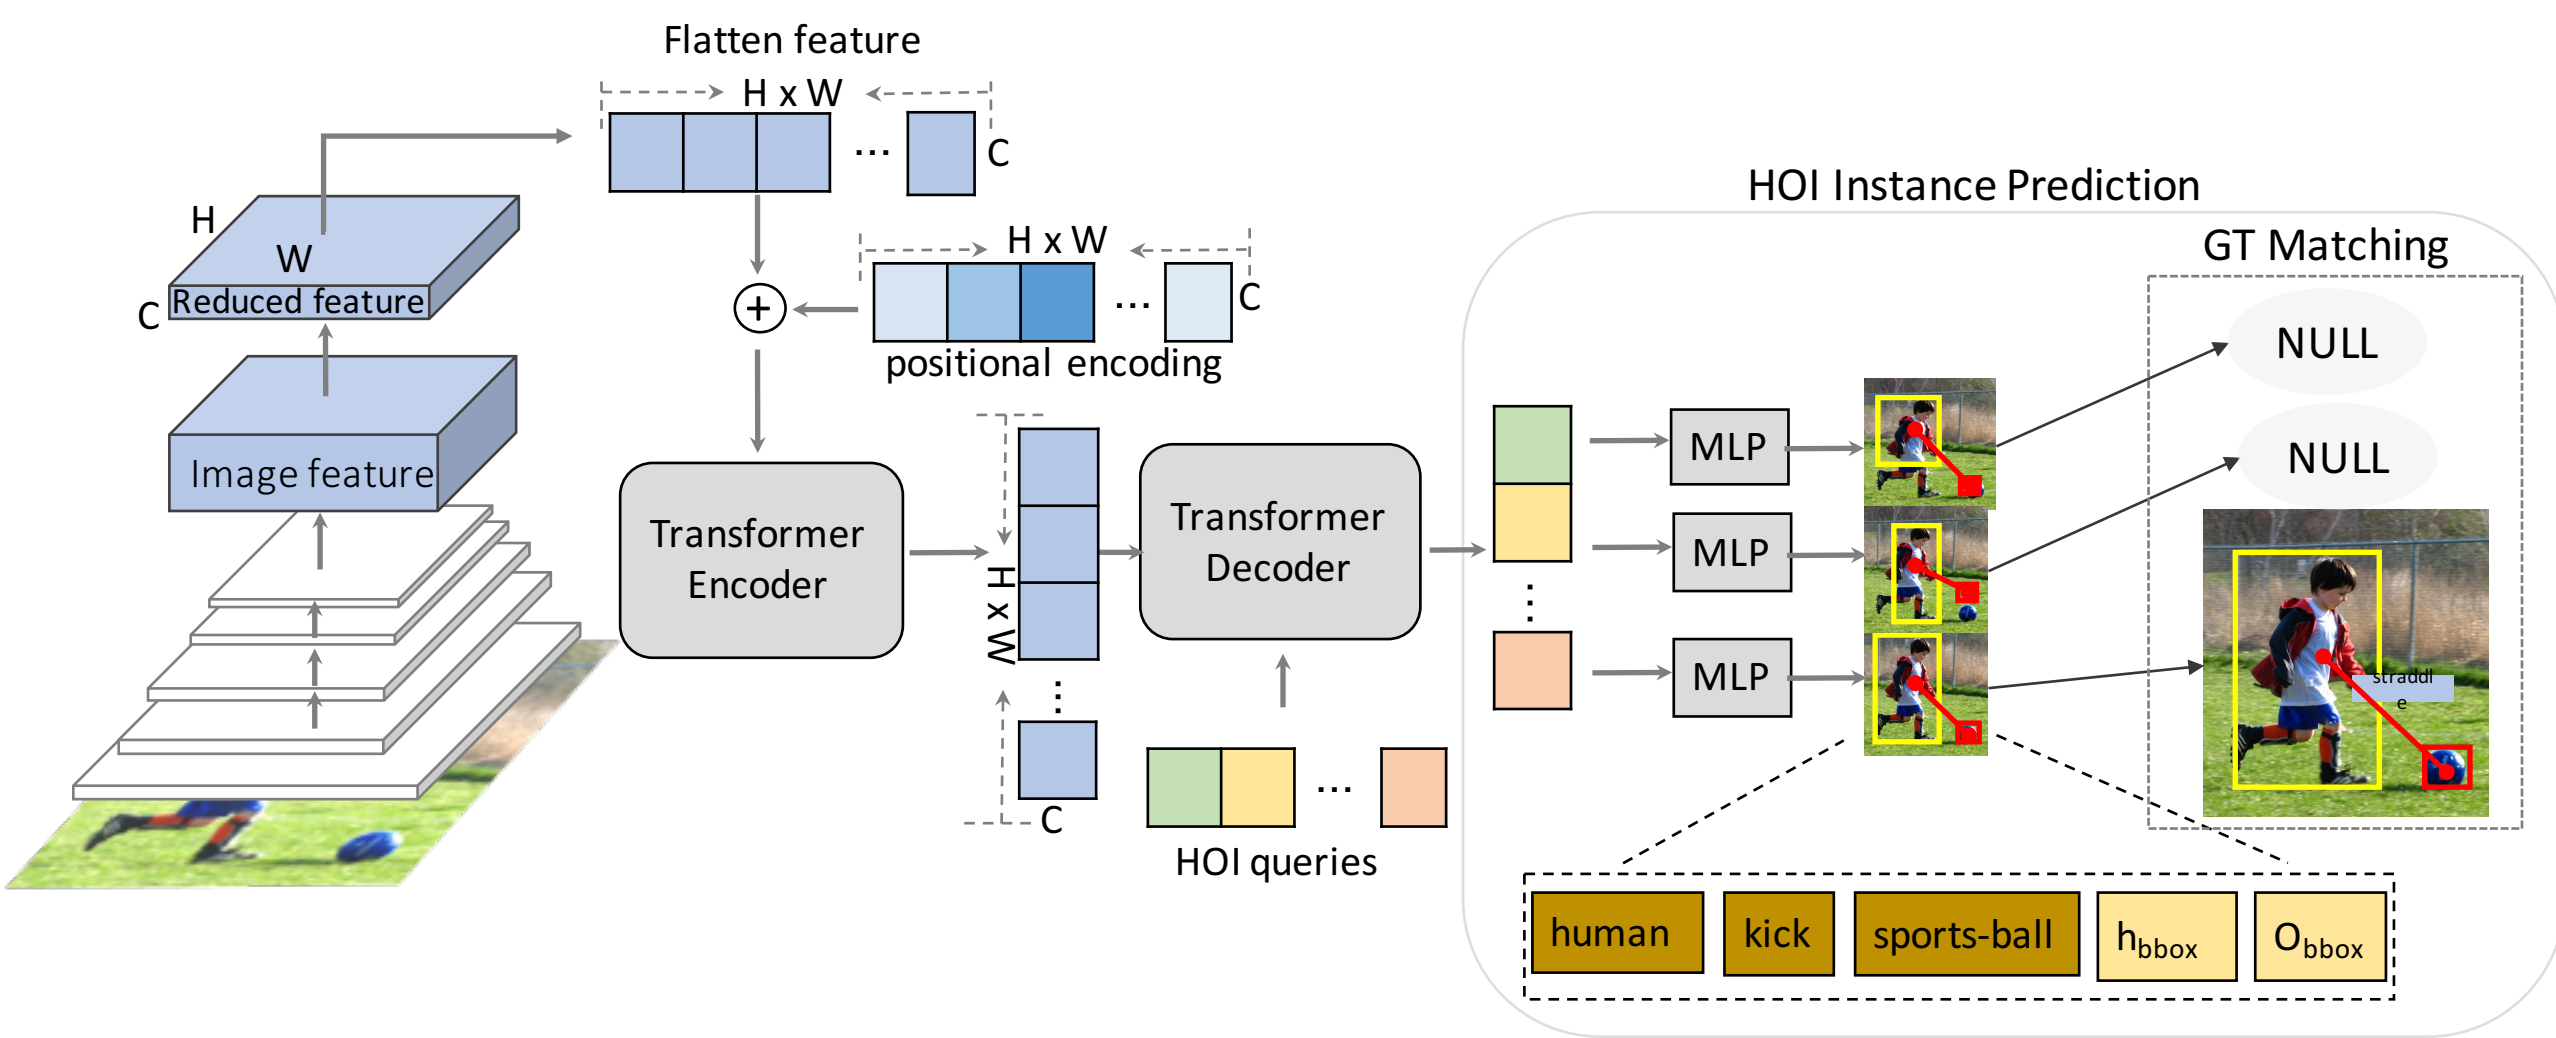 Flatten feature
H x W
C
H
W
C
Reduced feature
Image feature
H x W
C
positional encoding
+
Transformer
Encoder
H x W
C
Transformer
Decoder
HOI queries
HOI Instance Prediction
GT Matching
MLP
MLP
MLP
NULL
NULL
straddl
e
human
kick
sports-ball
hbbox
Obbox